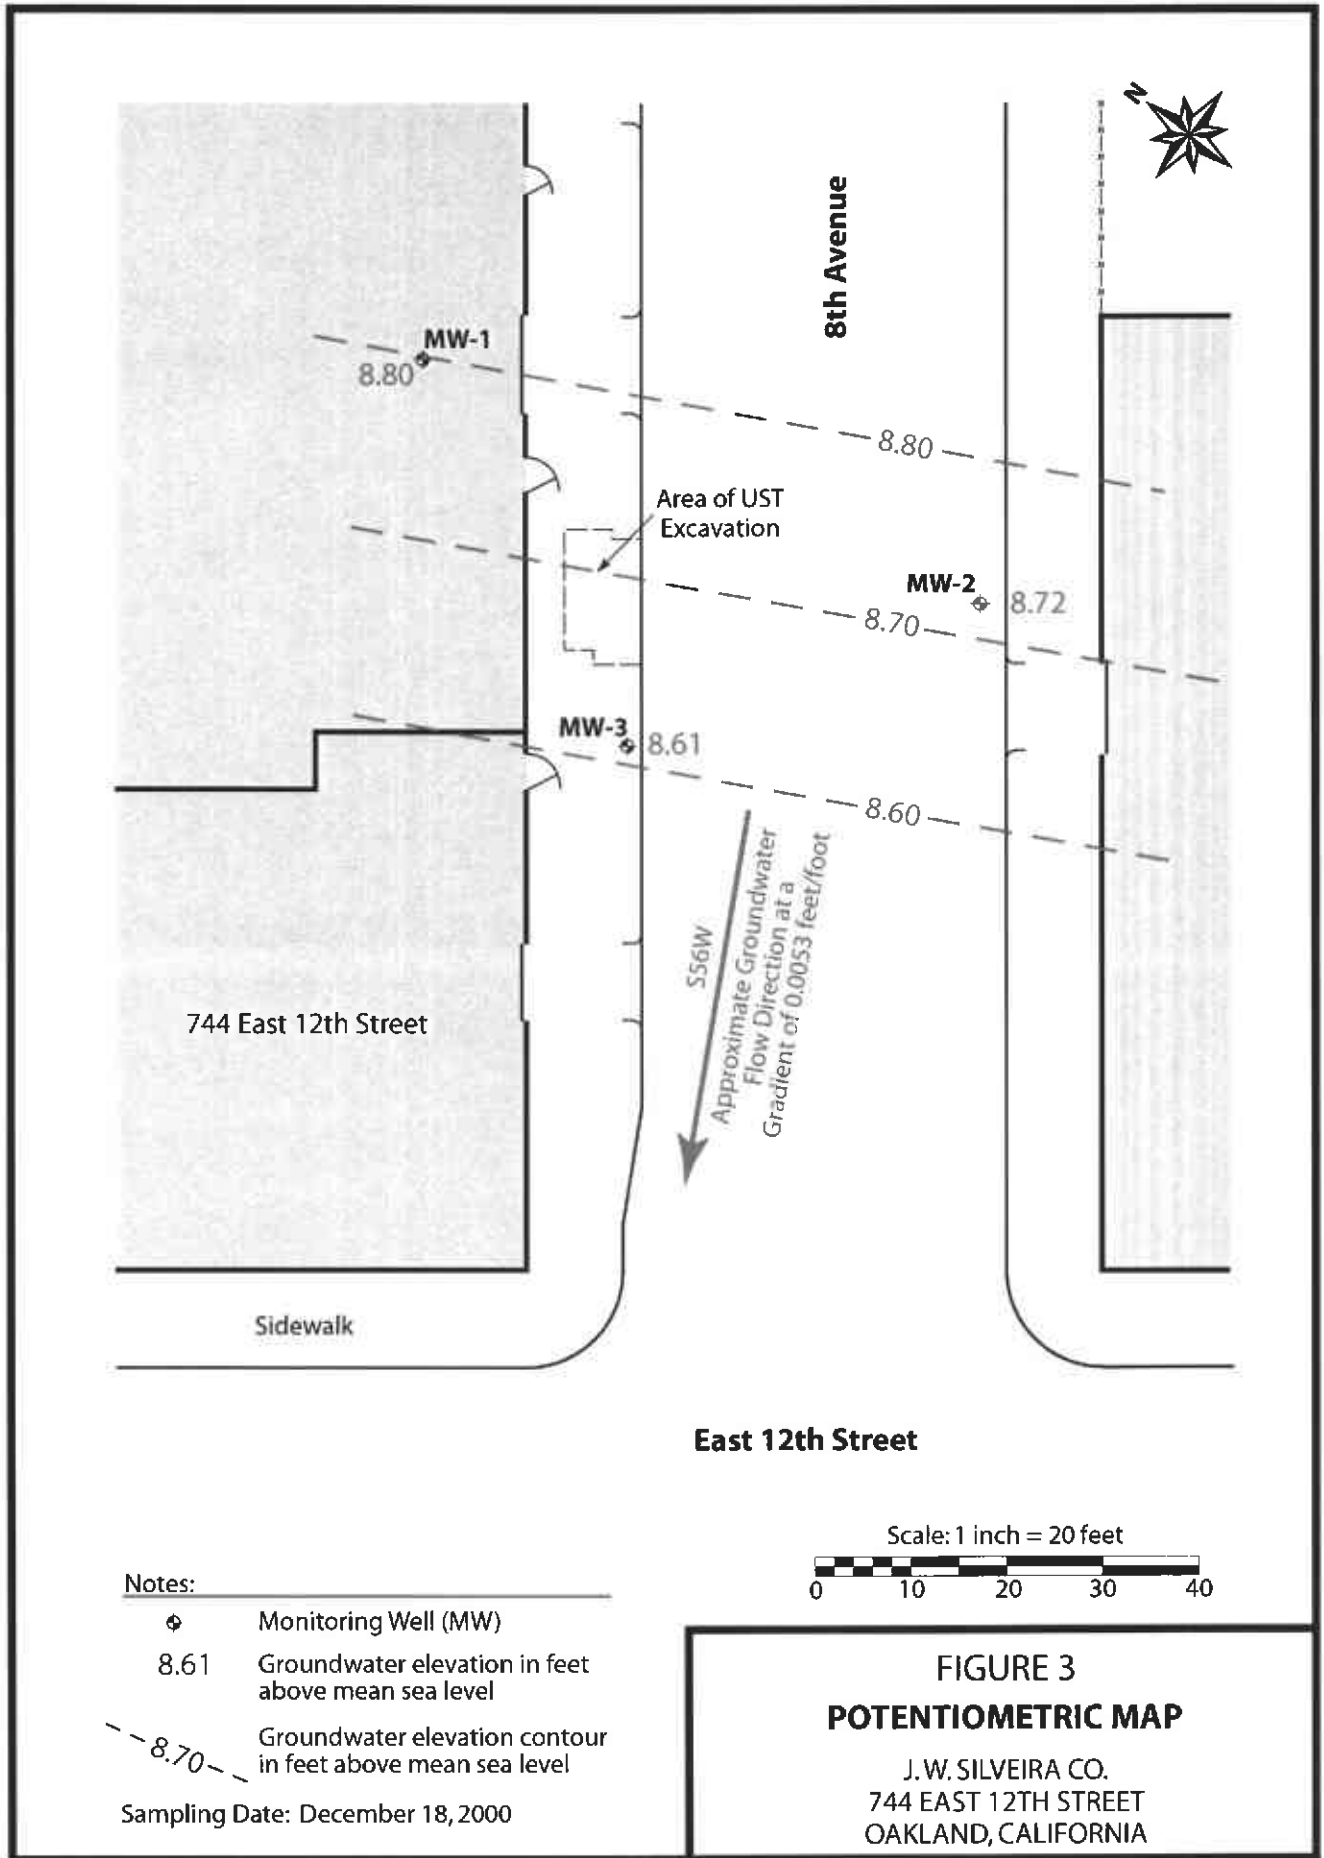 N
8th Avenue
MW-1
8.80
8.80
Area of UST
Excavation
MW-2
8.72
8.70
MW-3
8.61
8.60
S56W
Approximate Groundwater
Flow Direction at a
Gradient of 0.0053 feet/foot
744 East 12th Street
Sidewalk
East 12th Street
Scale: 1 inch = 20 feet
0 10 20 30 40
Notes:
Monitoring Well (MW)
8.61 Groundwater elevation in feet
above mean sea level
8.70 Groundwater elevation contour
in feet above mean sea level
Sampling Date: December 18, 2000
FIGURE 3
POTENTIOMETRIC MAP
J.W. SILVEIRA CO.
744 EAST 12TH STREET
OAKLAND, CALIFORNIA